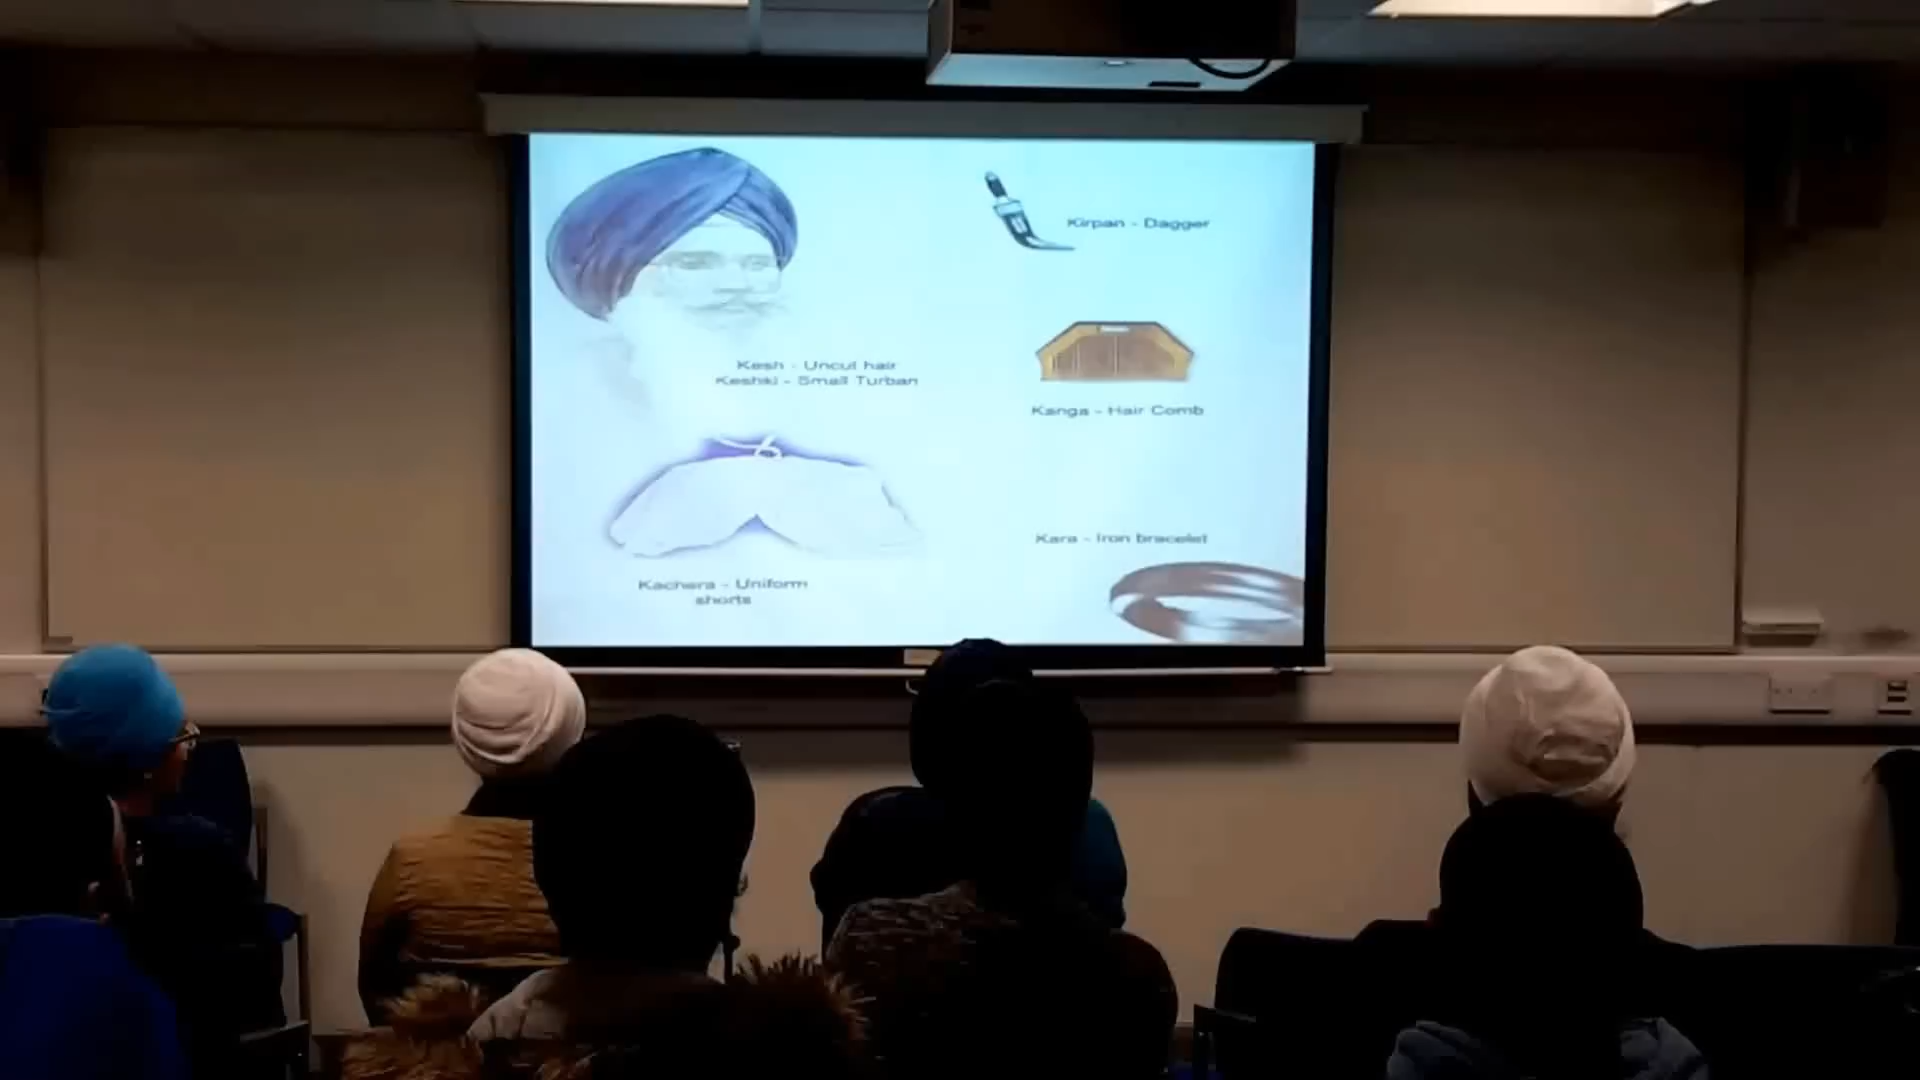 Kirpan - Dagger
Kesh - Uncut hair
Keshki - Small Turban
Kanga - Hair Comb
Kara - Iron bracelet
Kachera - Uniform
shorts